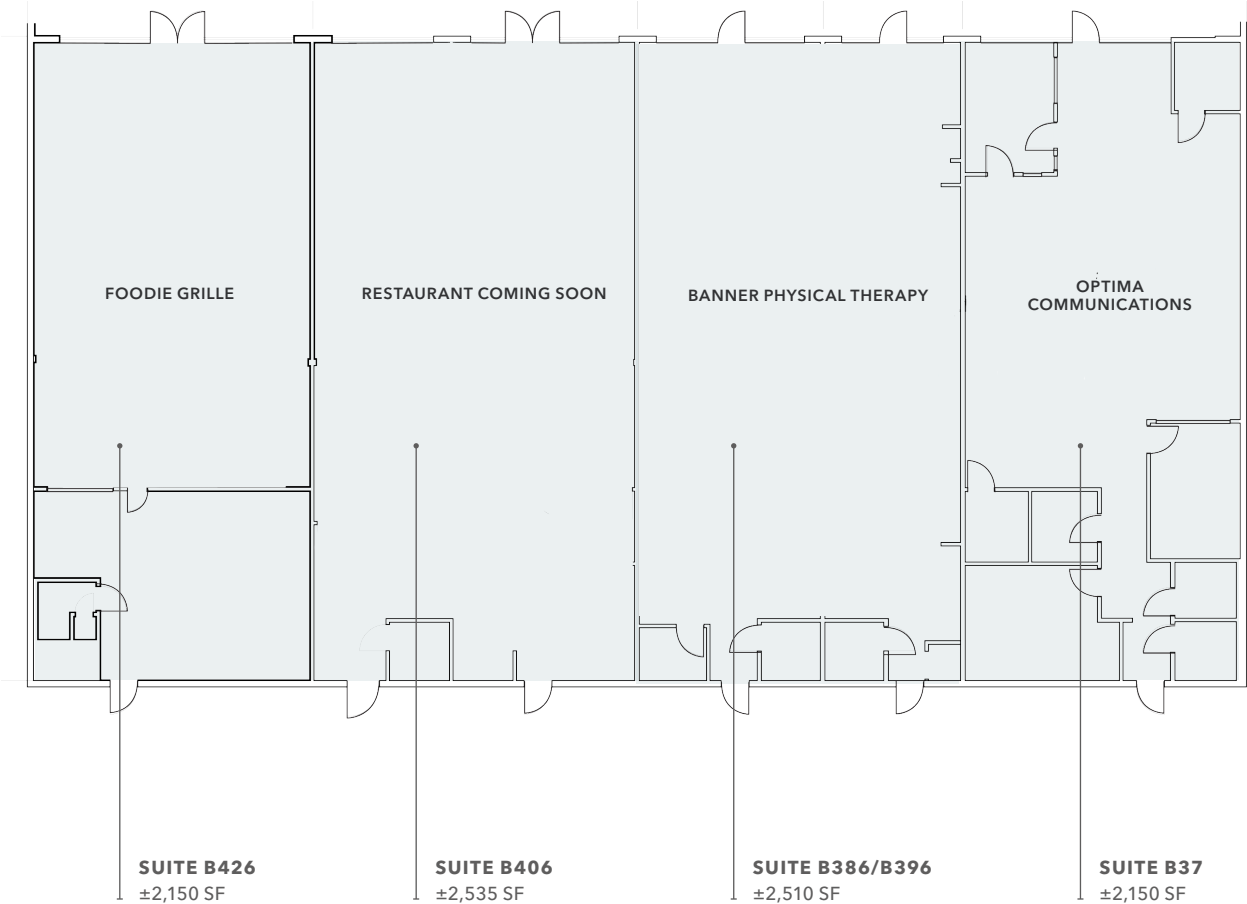 FOODIE GRILLE
RESTAURANT COMING SOON
BANNER PHYSICAL THERAPY
OPTIMA
COMMUNICATIONS
SUITE B426
±2,150 SF
SUITE B406
±2,535 SF
SUITE B386/B396
±2,510 SF
SUITE B37
±2,150 SF